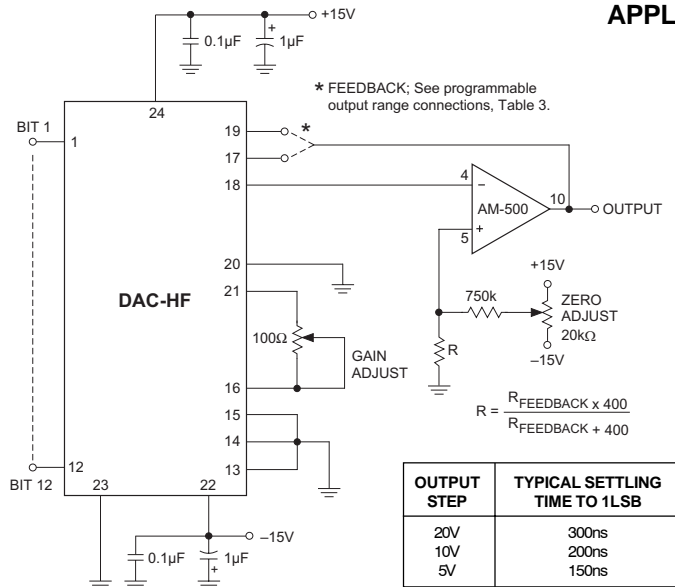 APPL
+15V
0.1µF
1µF
+
* FEEDBACK; See programmable
output range connections, Table 3.
24
BIT 1
1
19
*
17
18
4
−
10
OUTPUT
AM-500
+
5
20
DAC-HF
21
+15V
750k
ZERO
ADJUST
20kΩ
–15V
100Ω
GAIN
ADJUST
R
16
R = RFEEDBACK x 400
RFEEDBACK + 400
15
14
13
12
BIT 12
23
22
–15V
0.1µF
1µF
+
OUTPUT STEP
TYPICAL SETTLING TIME TO 1LSB
20V 300ns
10V 200ns
5V 150ns